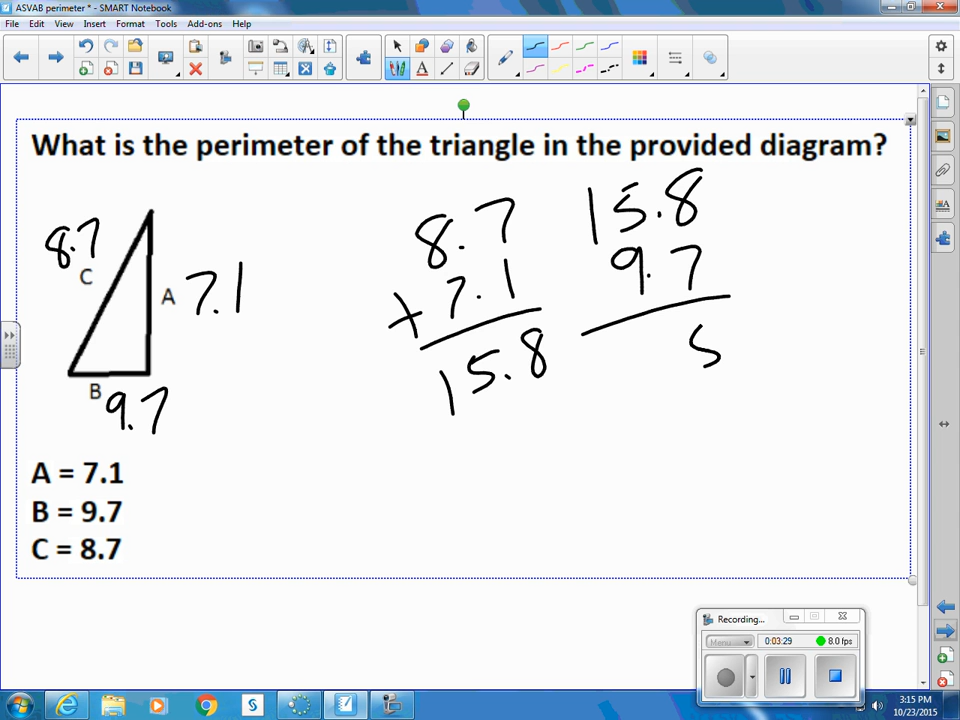 ASVAB perimeter * - SMART Notebook
File Edit View Insert Format Tools Add-ons Help
What is the perimeter of the triangle in the provided diagram?
8.7
C
A 7.1
B 9.7
8.7
+ 7.1
15.8
15.8
9.7
5
A = 7.1
B = 9.7
C = 8.7
Recording...
Menu 0:03:29 8.0 fps
3:15 PM
10/23/2015